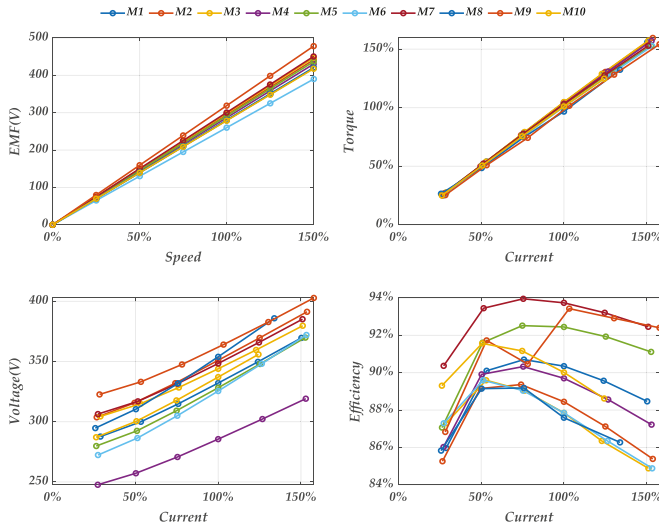 M1 M2 M3 M4 M5 M6 M7 M8 M9 M10
500
400
300
200
100
0
EMF(V)
0% 50% 100% 150%
Speed
150%
100%
50%
0%
Torque
0% 50% 100% 150%
Current
400
350
300
250
Voltage(V)
0% 50% 100% 150%
Current
94%
92%
90%
88%
86%
84%
Efficiency
0% 50% 100% 150%
Current